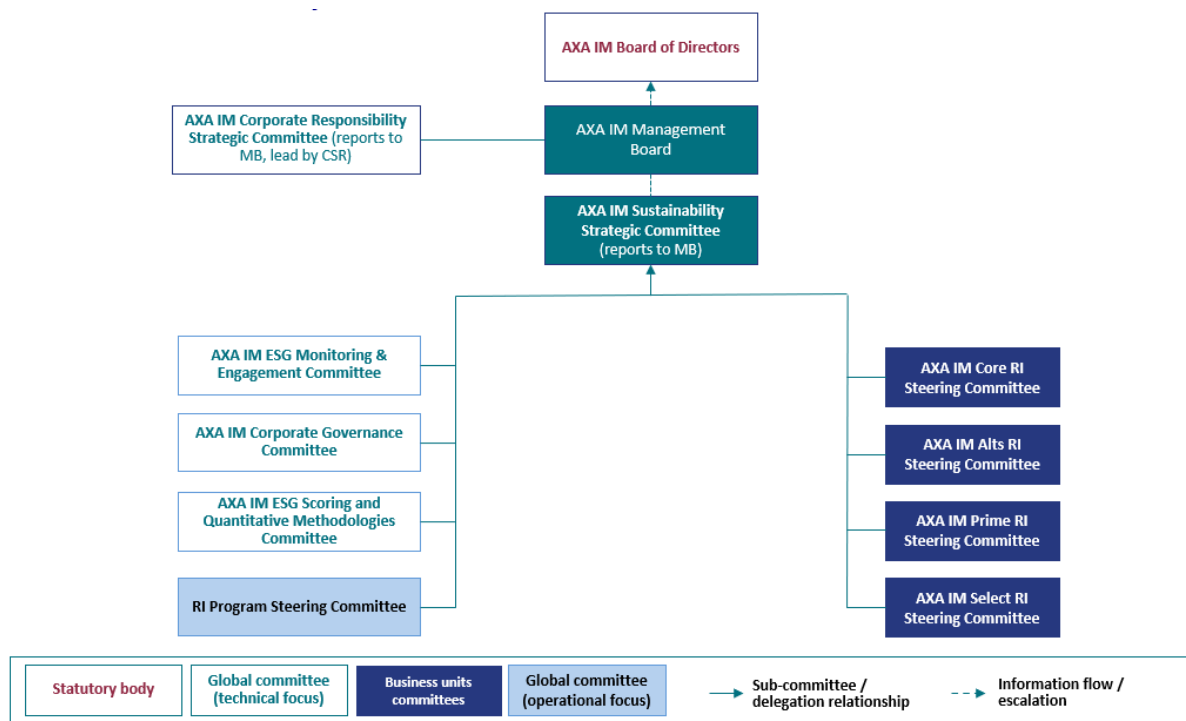 AXA IM Board of Directors
AXA IM Corporate Responsibility
Strategic Committee (reports to
MB, lead by CSR)
AXA IM Management
Board
AXA IM Sustainability
Strategic Committee
(reports to MB)
AXA IM ESG Monitoring &
Engagement Committee
AXA IM Corporate Governance
Committee
AXA IM ESG Scoring and
Quantitative Methodologies
Committee
RI Program Steering Committee
AXA IM Core RI
Steering Committee
AXA IM Alts RI
Steering Committee
AXA IM Prime RI
Steering Committee
AXA IM Select RI
Steering Committee
Statutory body
Global committee
(technical focus)
Business units
committees
Global committee
(operational focus)
Sub-committee /
delegation relationship
Information flow /
escalation